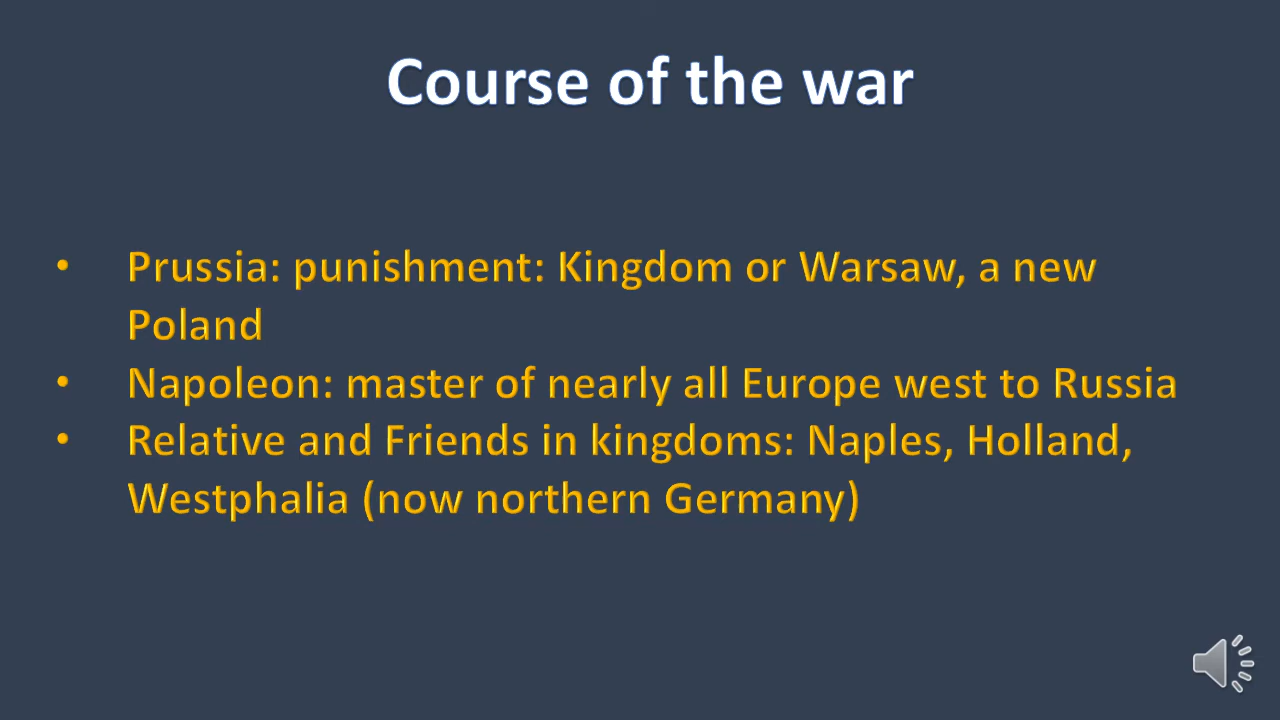 Course of the war
• Prussia: punishment: Kingdom or Warsaw, a new
Poland
• Napoleon: master of nearly all Europe west to Russia
• Relative and Friends in kingdoms: Naples, Holland,
Westphalia (now northern Germany)